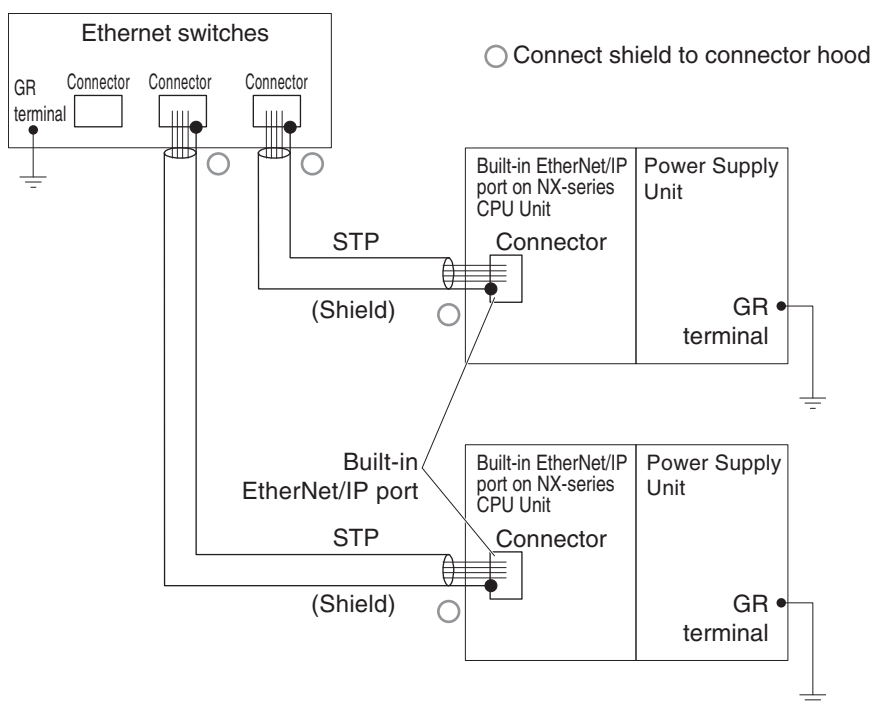 Ethernet switches
Connect shield to connector hood
GR
terminal
Connector
Connector
Connector
Built-in EtherNet/IP
port on NX-series
CPU Unit
Power Supply
Unit
Connector
STP
(Shield)
GR
terminal
Built-in
EtherNet/IP port
Built-in EtherNet/IP
port on NX-series
CPU Unit
Power Supply
Unit
Connector
STP
(Shield)
GR
terminal